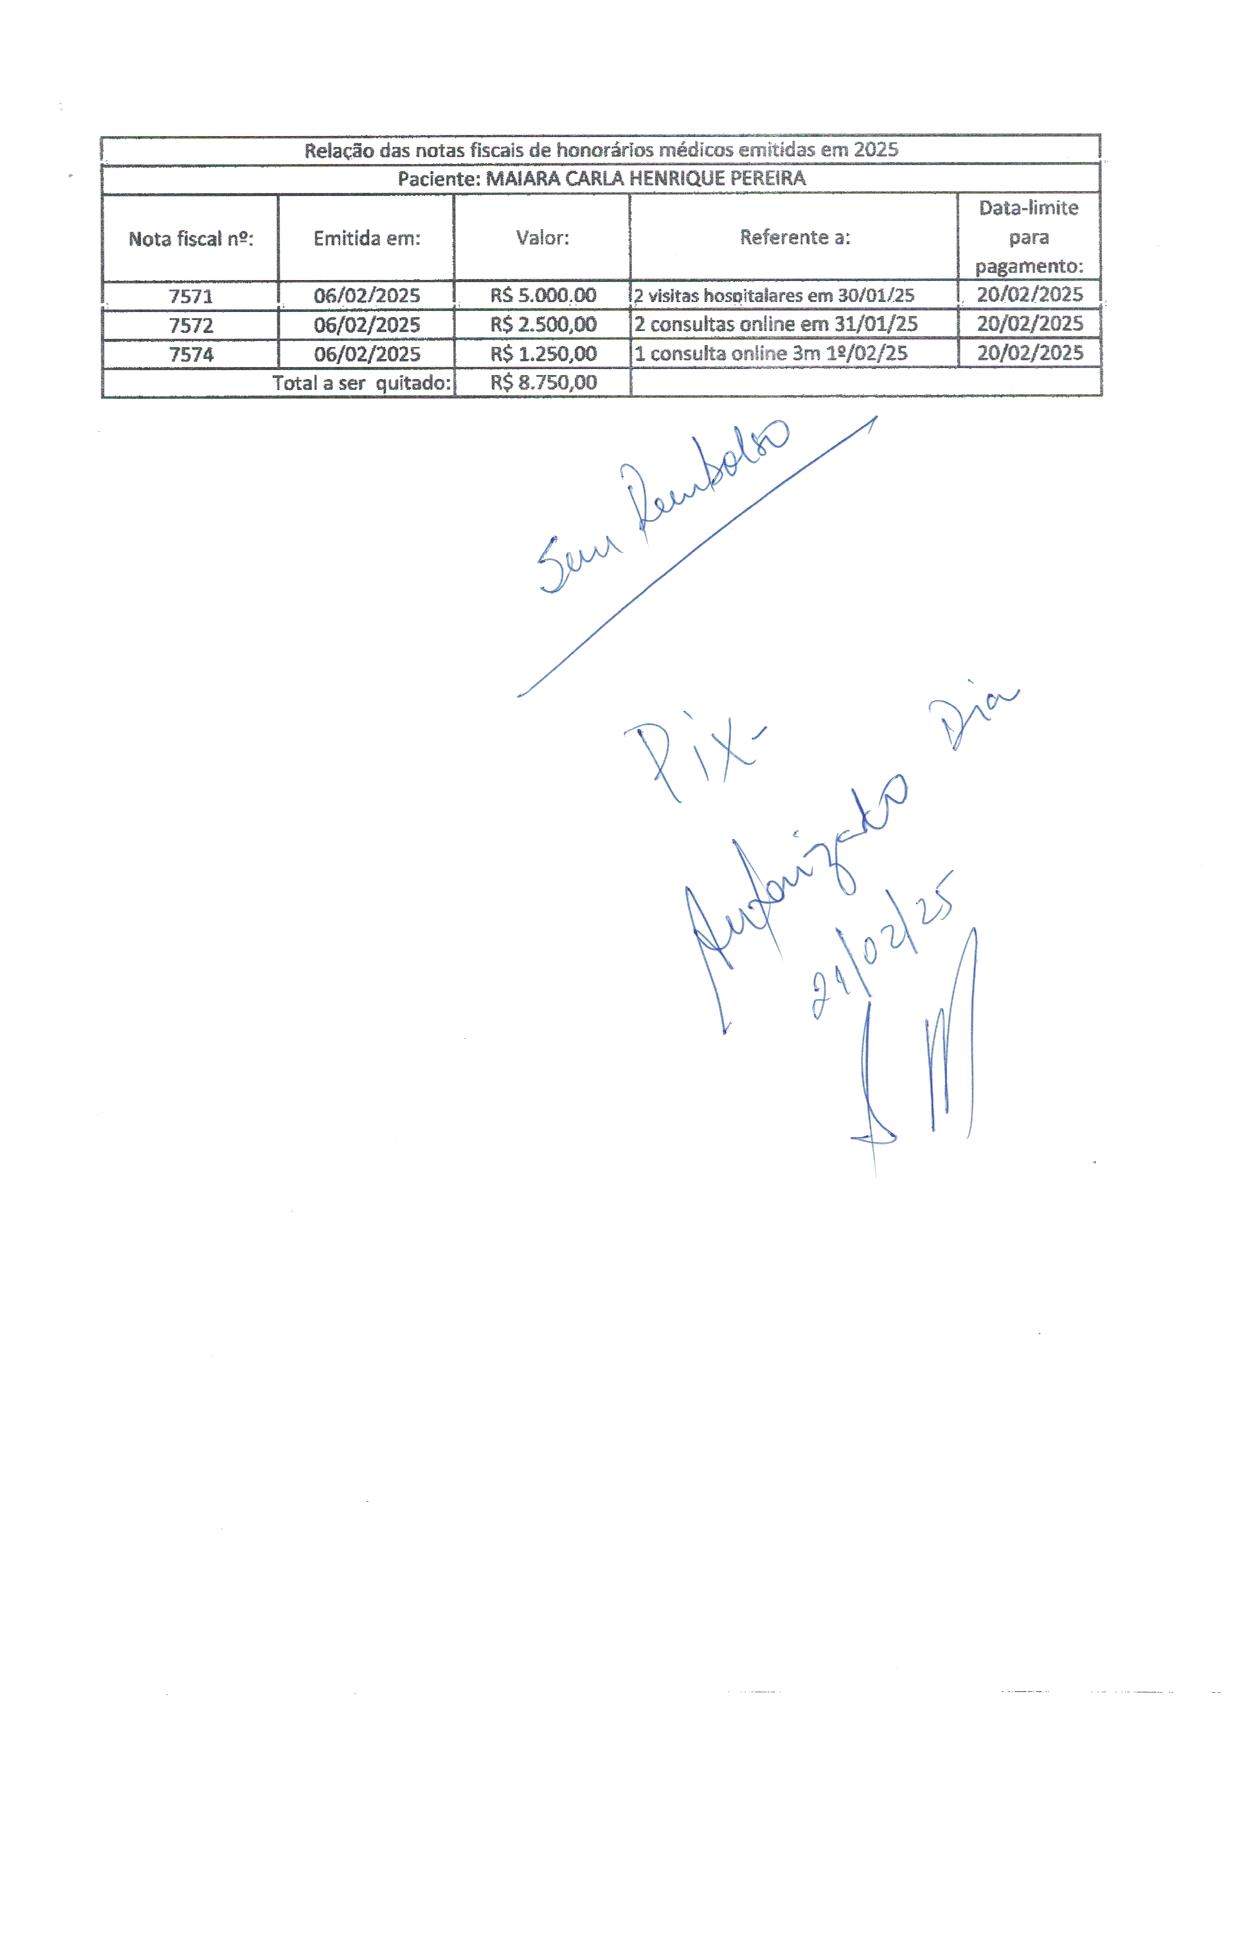 Relação das notas fiscais de honorários médicos emitidas em 2025
Paciente: MAIARA CARLA HENRIQUE PEREIRA
Nota fiscal nº: Emitida em: Valor: Referente a: Data-limite para pagamento:
7571 06/02/2025 R$ 5.000,00 2 visitas hospitalares em 30/01/25 20/02/2025
7572 06/02/2025 R$ 2.500,00 2 consultas online em 31/01/25 20/02/2025
7574 06/02/2025 R$ 1.250,00 1 consulta online 3m 1º/02/25 20/02/2025
Total a ser quitado: R$ 8.750,00
Sem Reembolso
Pix-
Autorizado Dia
21/02/25